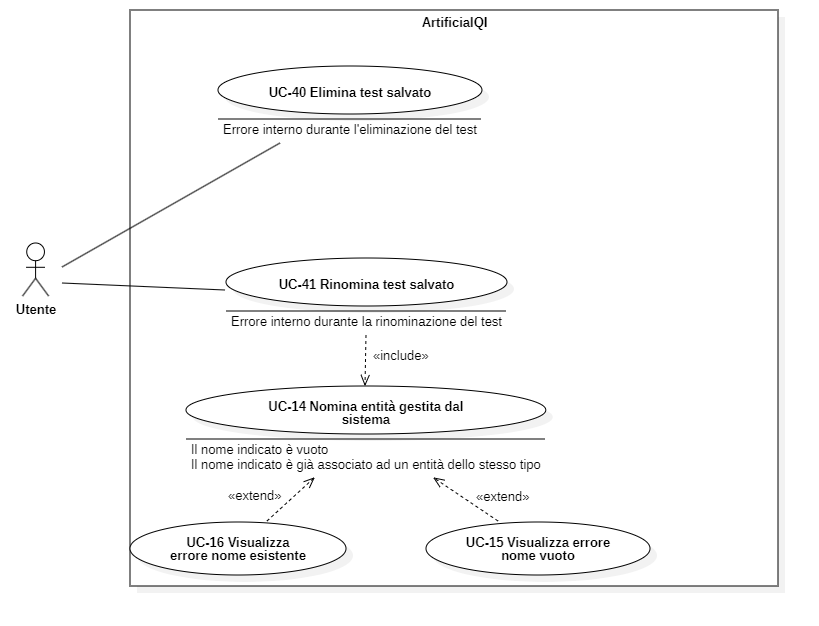 ArtificialQI
UC-40 Elimina test salvato
Errore interno durante l'eliminazione del test
UC-41 Rinomina test salvato
Utente
Errore interno durante la rinominazione del test
«include»
UC-14 Nomina entità gestita dal
sistema
Il nome indicato è vuoto
Il nome indicato è già associato ad un entità dello stesso tipo
«extend»
«extend»
UC-16 Visualizza
errore nome esistente
UC-15 Visualizza errore
nome vuoto